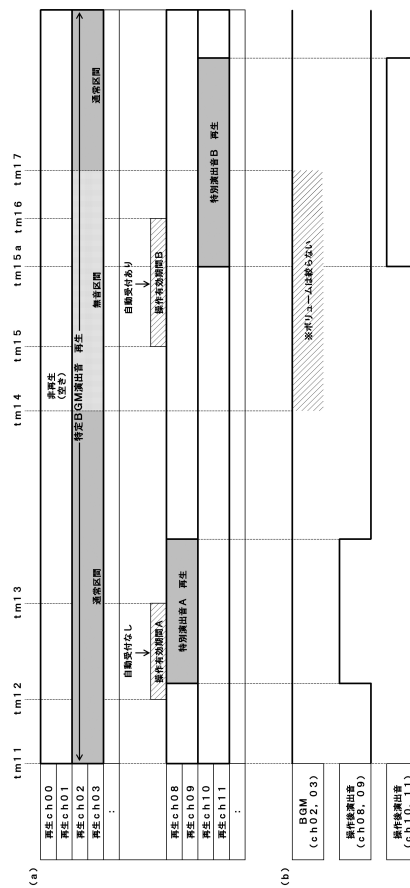 (a)
tm11
tm12
tm13
tm14
tm15
tm15a
tm16
tm17
再生ch00
再生ch01
再生ch02
再生ch03
：
非再生
(空き)
特定BGM演出音 再生
通常区間
無音区間
通常区間
自動受付なし
操作有効期間A
自動受付あり
操作有効期間B
再生ch08
再生ch09
再生ch10
再生ch11
：
特別演出音A 再生
特別演出音B 再生
(b)
BGM
(ch02, 03)
※ボリュームは絞らない
操作後演出音
(ch08, 09)
操作後演出音
(ch10, 11)